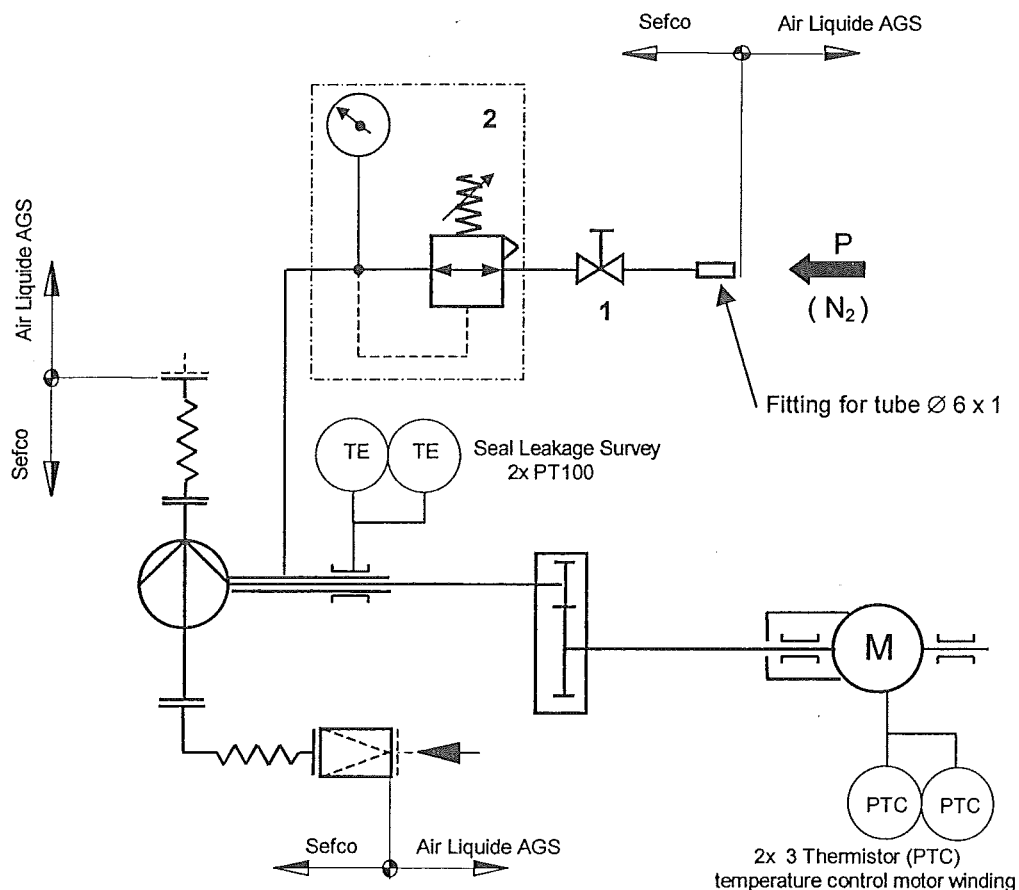 Sefco
Air Liquide AGS
2
P
1
( N₂ )
Fitting for tube Ø 6 x 1
Air Liquide AGS
Sefco
TE
TE
Seal Leakage Survey
2x PT100
M
PTC
PTC
Sefco
Air Liquide AGS
2x 3 Thermistor (PTC)
temperature control motor winding